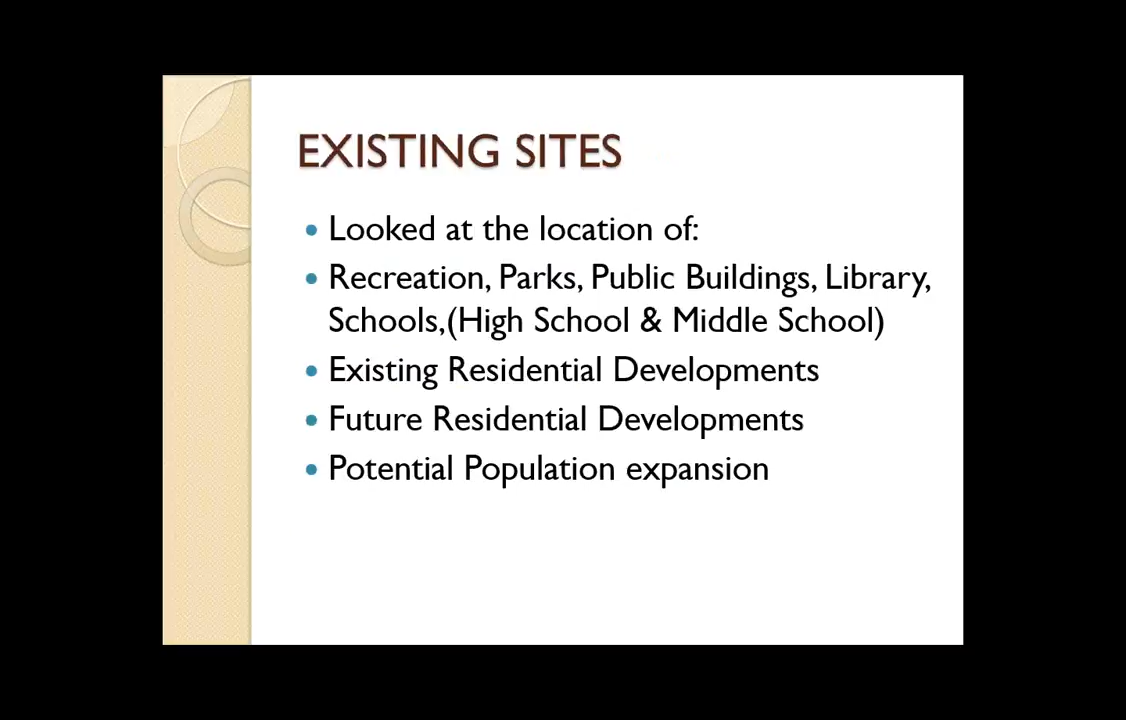 EXISTING SITES
• Looked at the location of:
• Recreation, Parks, Public Buildings, Library,
Schools,(High School & Middle School)
• Existing Residential Developments
• Future Residential Developments
• Potential Population expansion